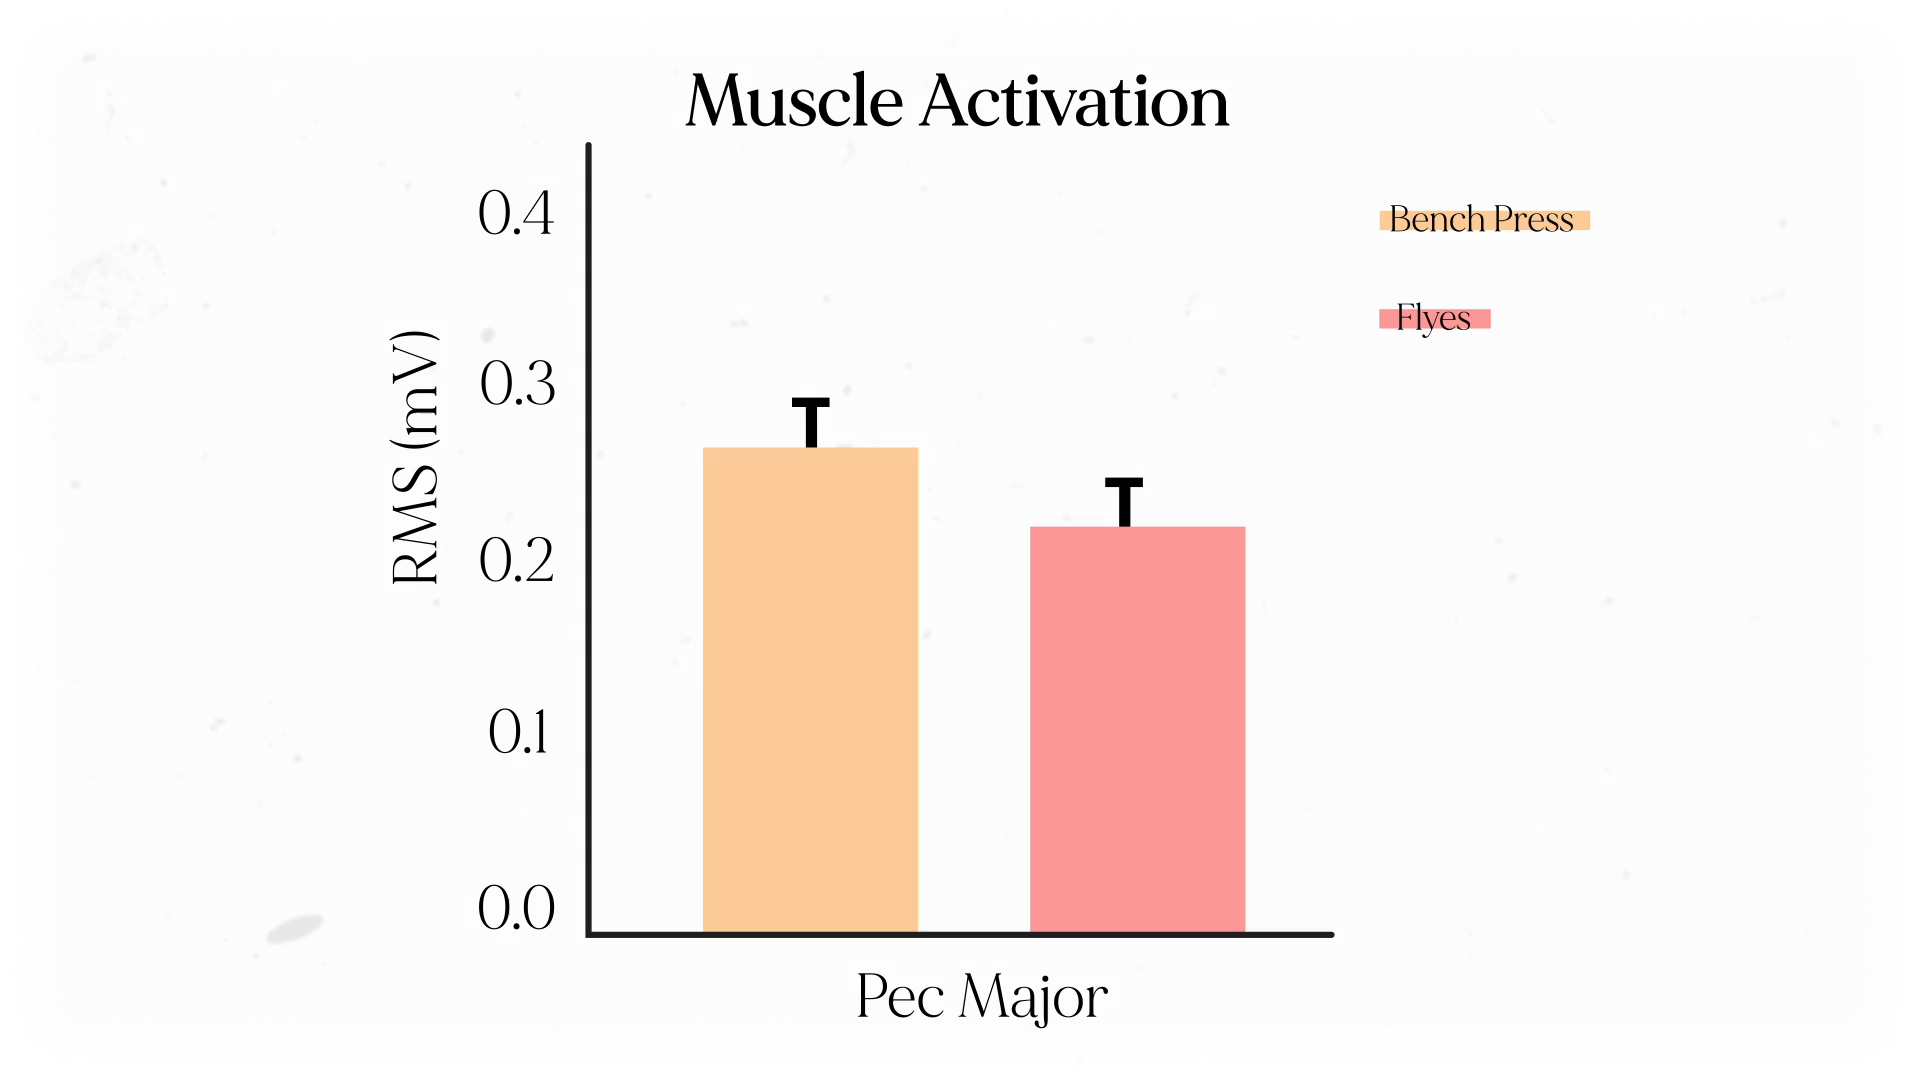 Muscle Activation
0.4
0.3
0.2
0.1
0.0
RMS (mV)
Pec Major
Bench Press
Flyes